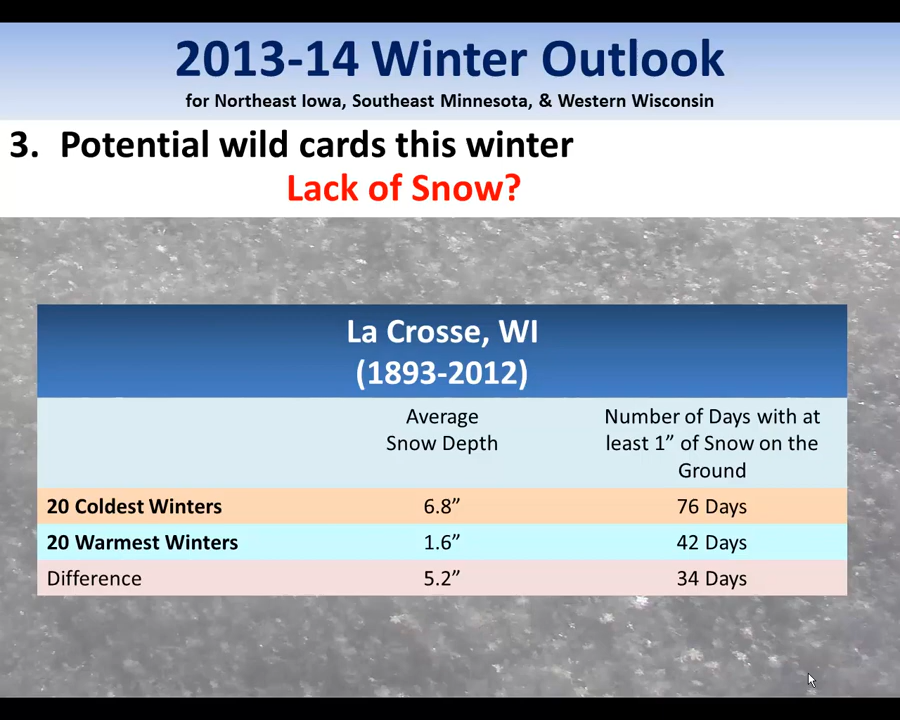 2013-14 Winter Outlook
for Northeast Iowa, Southeast Minnesota, & Western Wisconsin
3. Potential wild cards this winter
Lack of Snow?
La Crosse, WI
(1893-2012)
Average
Snow Depth
Number of Days with at
least 1” of Snow on the
Ground
20 Coldest Winters 6.8” 76 Days
20 Warmest Winters 1.6” 42 Days
Difference 5.2” 34 Days